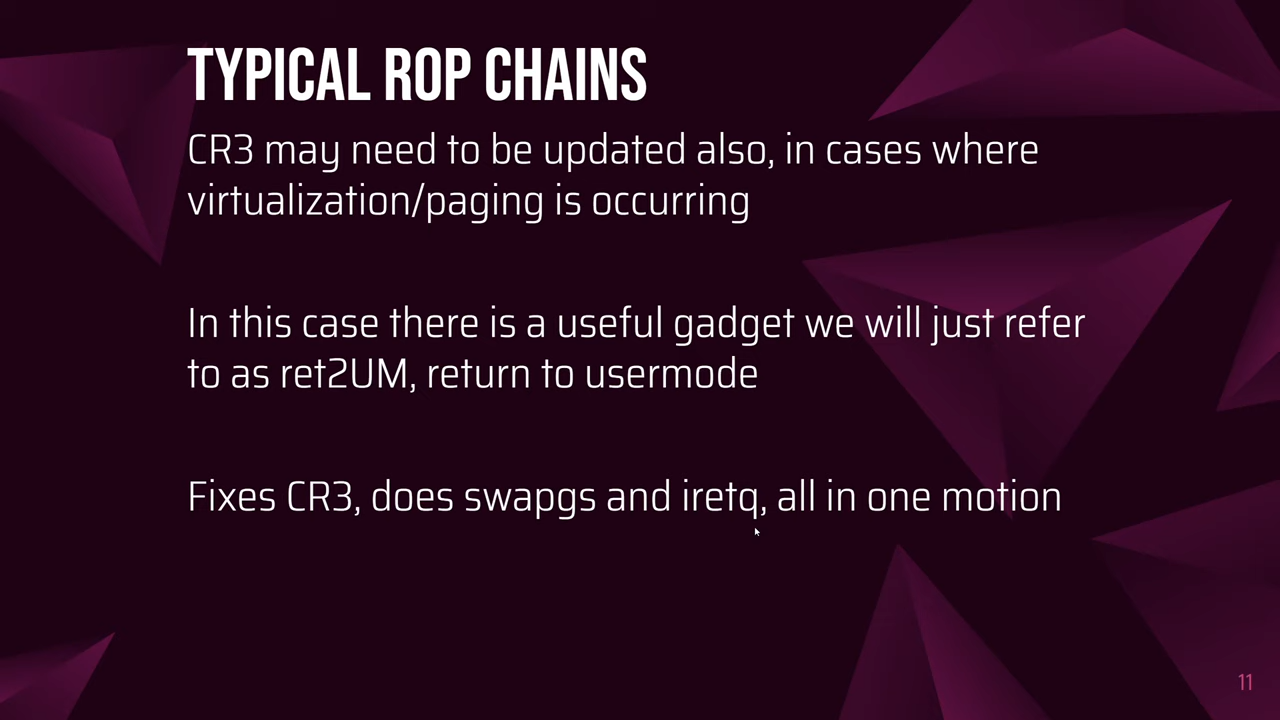 TYPICAL ROP CHAINS
CR3 may need to be updated also, in cases where
virtualization/paging is occurring
In this case there is a useful gadget we will just refer
to as ret2UM, return to usermode
Fixes CR3, does swapgs and iretq, all in one motion
11